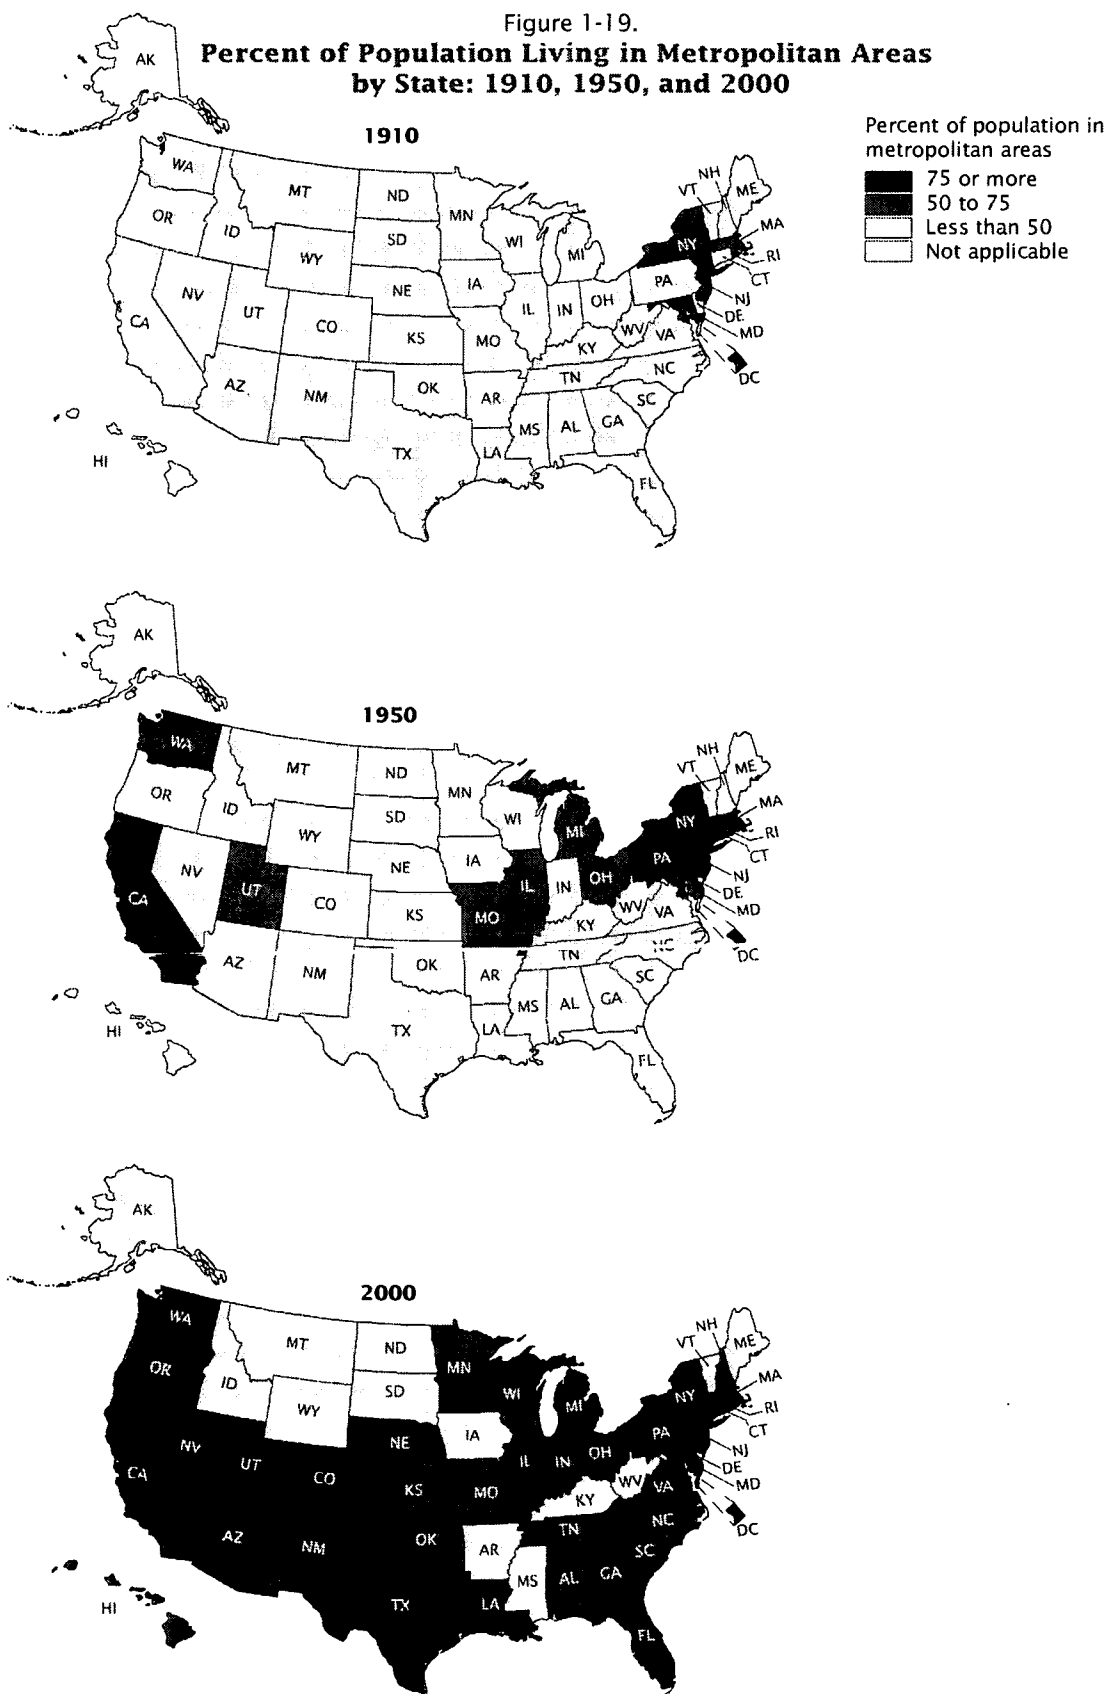 Figure 1-19.
Percent of Population Living in Metropolitan Areas
by State: 1910, 1950, and 2000
Percent of population in
metropolitan areas
75 or more
50 to 75
Less than 50
Not applicable
1910
AK
WA
MT
ND
MN
VT
NH
ME
OR
ID
SD
WI
MI
NY
MA
RI
CT
WY
IA
PA
NJ
NE
NV
UT
IL
IN
OH
DE
MD
CA
CO
KS
MO
WV
VA
KY
DC
AZ
NM
OK
TN
NC
AR
SC
MS
AL
GA
HI
TX
LA
FL
1950
AK
WA
MT
ND
MN
VT
NH
ME
OR
ID
SD
WI
MI
NY
MA
RI
CT
WY
IA
PA
NJ
NE
NV
UT
IL
IN
OH
DE
MD
CA
CO
KS
MO
WV
VA
KY
DC
AZ
NM
OK
TN
NC
AR
SC
MS
AL
GA
HI
TX
LA
FL
2000
AK
WA
MT
ND
MN
VT
NH
ME
OR
ID
SD
WI
MI
NY
MA
RI
CT
WY
IA
PA
NJ
NE
NV
UT
IL
IN
OH
DE
MD
CA
CO
KS
MO
WV
VA
KY
DC
AZ
NM
OK
TN
NC
AR
SC
MS
AL
GA
HI
TX
LA
FL